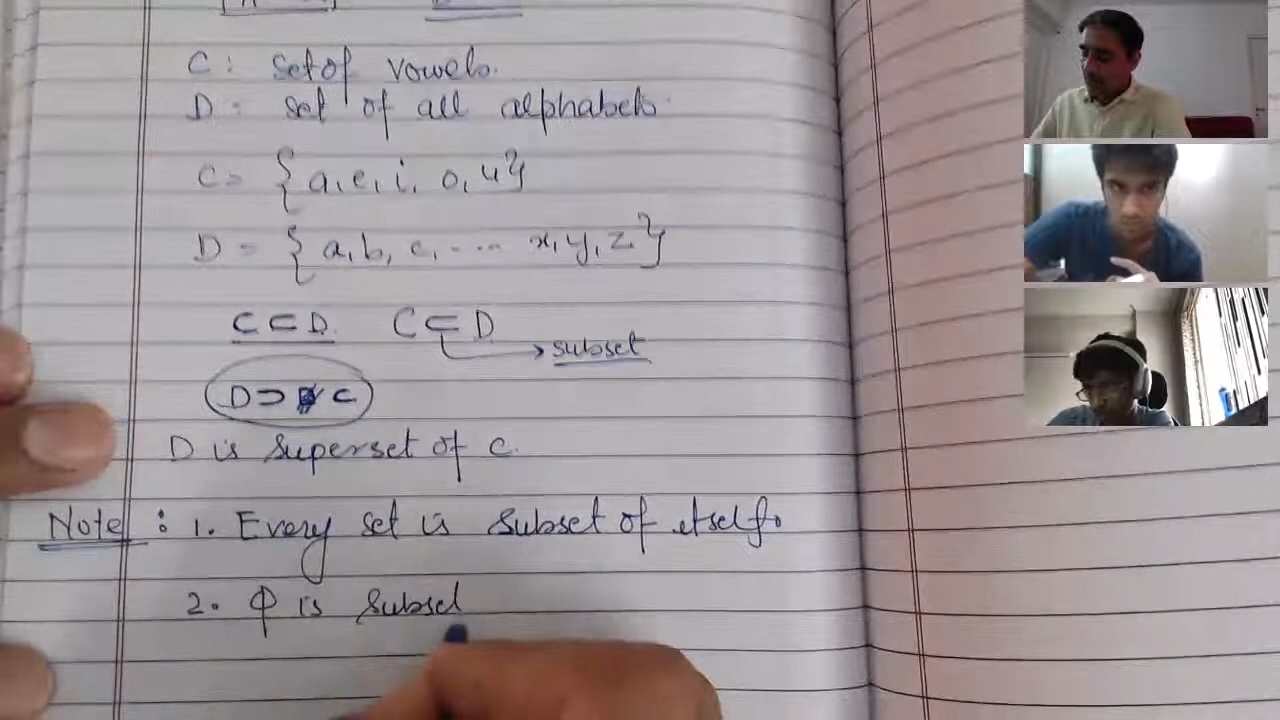 C: set of vowels.
D: set of all alphabets.
C = {a, e, i, o, u}
D = {a, b, c, .... x, y, z}
C ⊂ D. C ⊂ D
subset
D ⊃ C
D is superset of C.
Note: 1. Every set is subset of itself.
2. Φ is subset